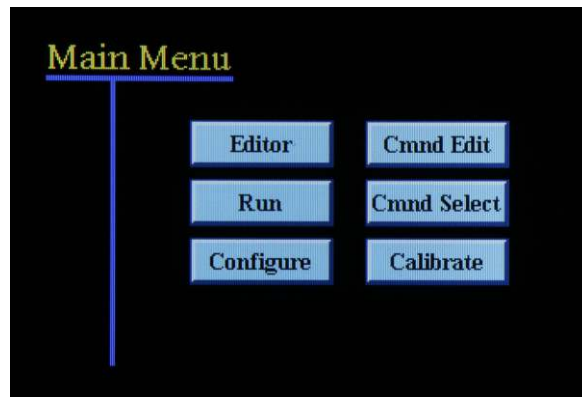 Main Menu
Editor
Cmnd Edit
Run
Cmnd Select
Configure
Calibrate